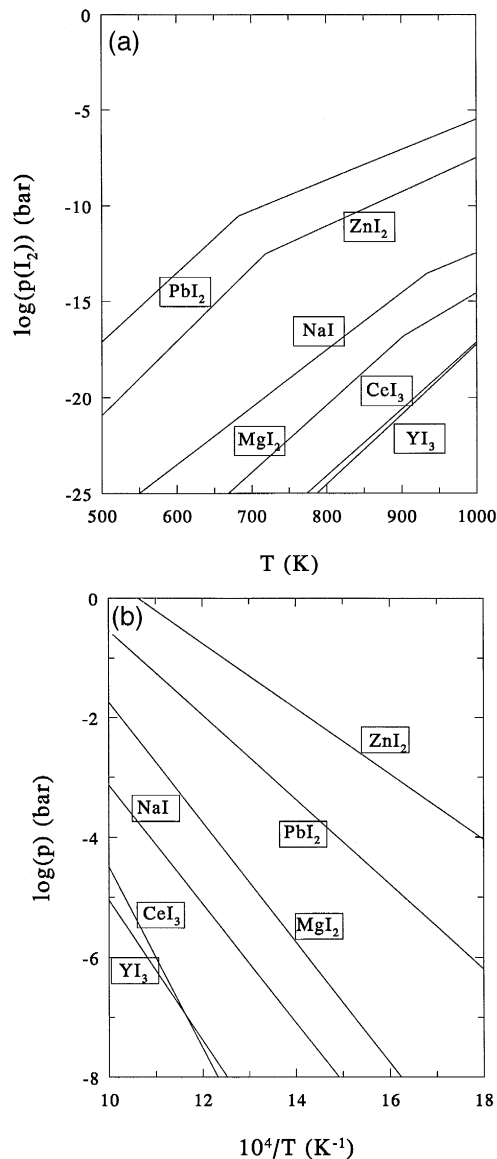 (a)
0
-5
-10
-15
-20
-25
log(p(I₂)) (bar)
PbI₂
ZnI₂
NaI
MgI₂
CeI₃
YI₃
500 600 700 800 900 1000
T (K)
(b)
0
-2
-4
-6
-8
log(p) (bar)
ZnI₂
PbI₂
NaI
MgI₂
CeI₃
YI₃
10 12 14 16 18
10⁴/T (K⁻¹)